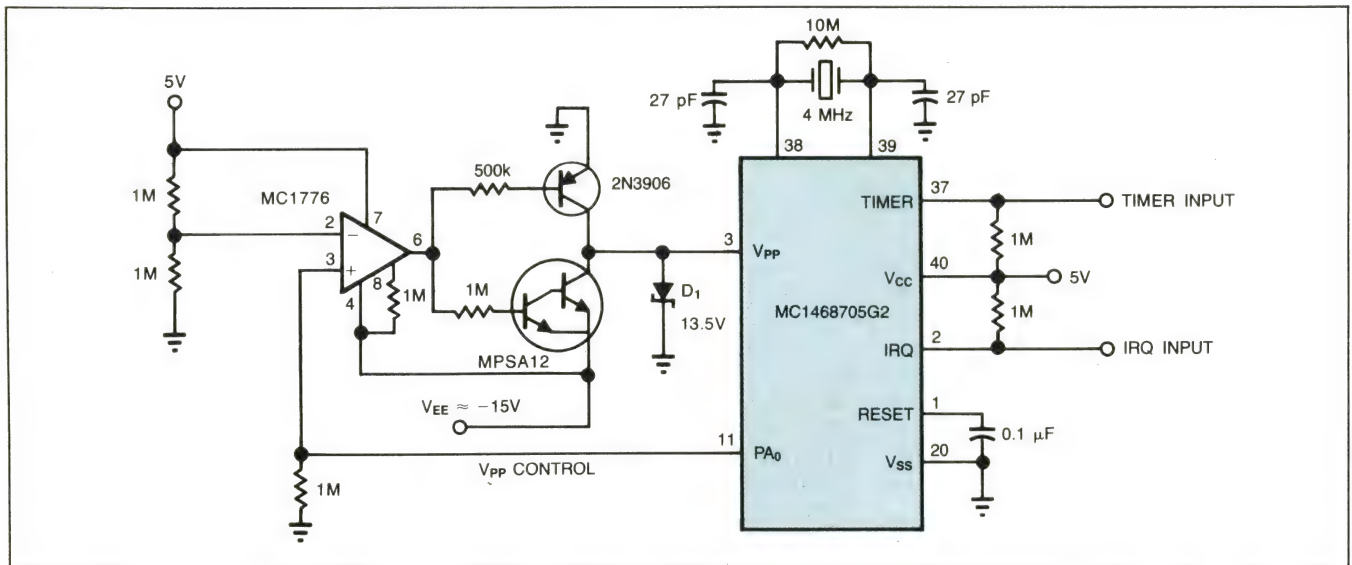 10M
5V
27 pF
27 pF
4 MHz
38
39
500k
2N3906
1M
MC1776
7
37
TIMER
TIMER INPUT
2
6
3
VPP
1M
3
1M
8
1M
4
1M
D1
VCC
40
5V
13.5V
MC1468705G2
1M
IRQ
2
IRQ INPUT
MPSA12
VEE ≈ −15V
RESET
1
0.1 µF
11
PA0
VSS
20
VPP CONTROL
1M